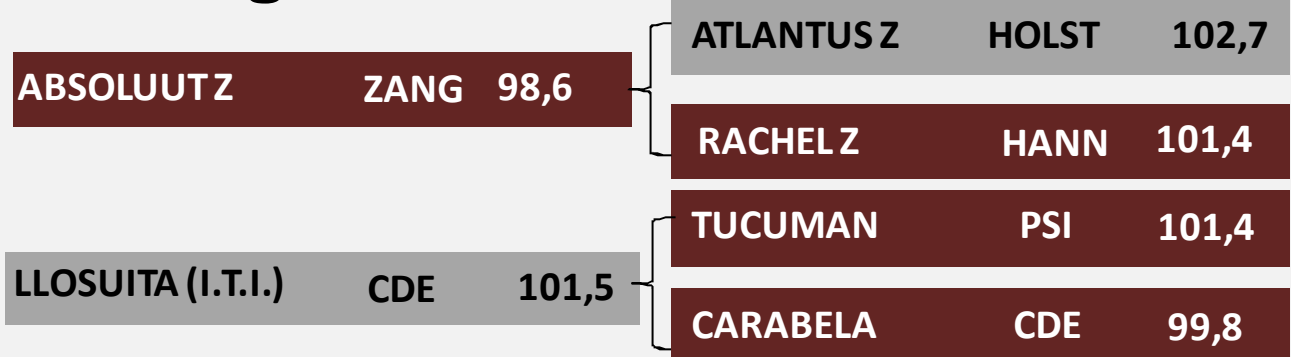 ATLANTUS Z HOLST 102,7
ABSOLUUT Z ZANG 98,6
RACHEL Z HANN 101,4
TUCUMAN PSI 101,4
LLOSUITA (I.T.I.) CDE 101,5
CARABELA CDE 99,8